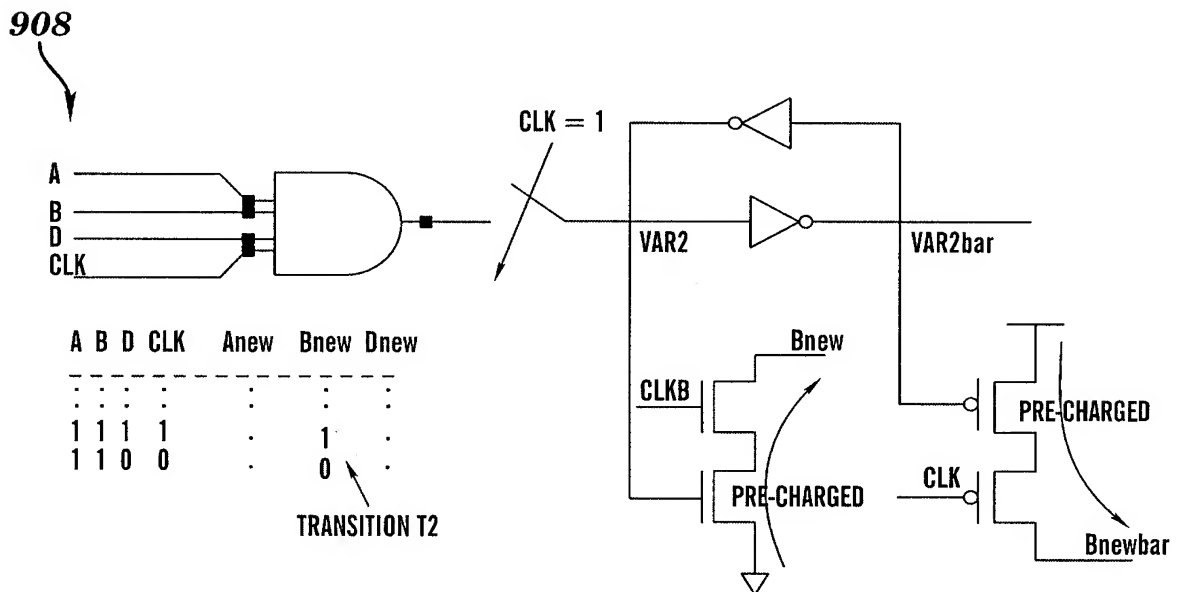 908
CLK = 1
A
B
D
CLK
VAR2
VAR2bar
A B D CLK Anew Bnew Dnew
1 1 1 1 . 1 .
1 1 0 0 . 0 .
TRANSITION T2
Bnew
CLKB
PRE-CHARGED
PRE-CHARGED
CLK
Bnewbar